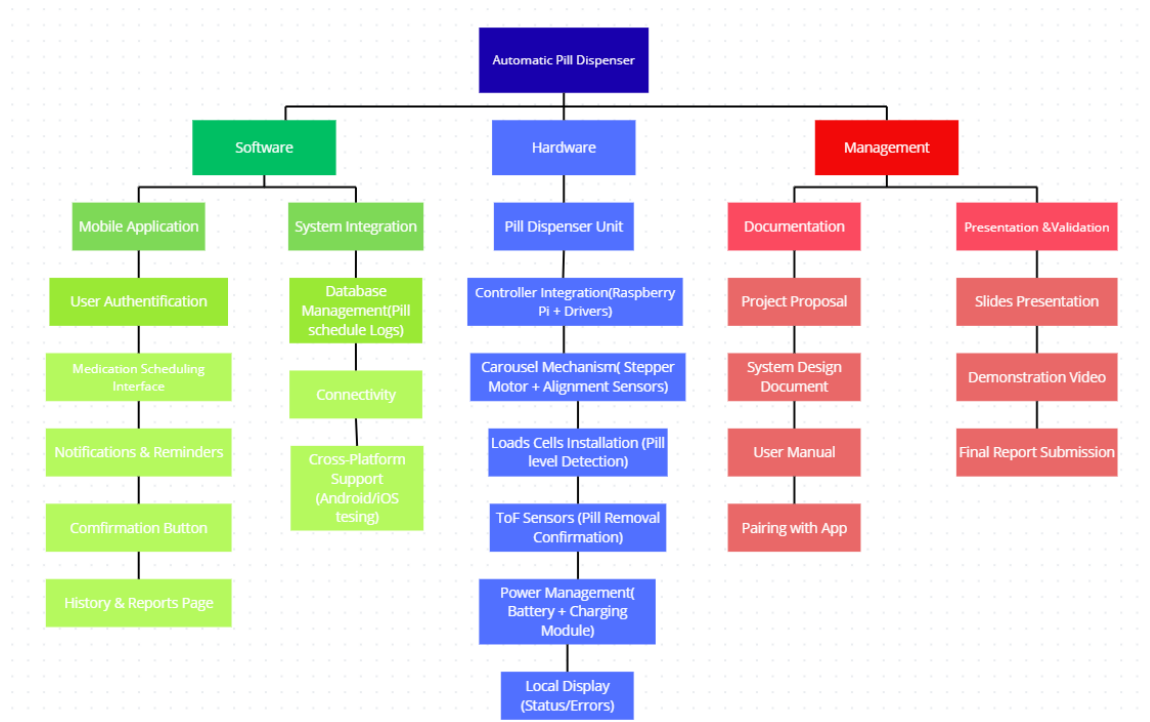 Automatic Pill Dispenser
Software
Hardware
Management
Mobile Application
System Integration
Pill Dispenser Unit
Documentation
Presentation &Validation
User Authentification
Database
Management(Pill
schedule Logs)
Controller Integration(Raspberry
Pi + Drivers)
Project Proposal
Slides Presentation
Medication Scheduling
Interface
Connectivity
Carousel Mechanism( Stepper
Motor + Alignment Sensors)
System Design
Document
Demonstration Video
Notifications & Reminders
Cross-Platform
Support
(Android/iOS
tesing)
Loads Cells Installation (Pill
level Detection)
User Manual
Final Report Submission
Comfirmation Button
ToF Sensors (Pill Removal
Confirmation)
Pairing with App
History & Reports Page
Power Management(
Battery + Charging
Module)
Local Display
(Status/Errors)